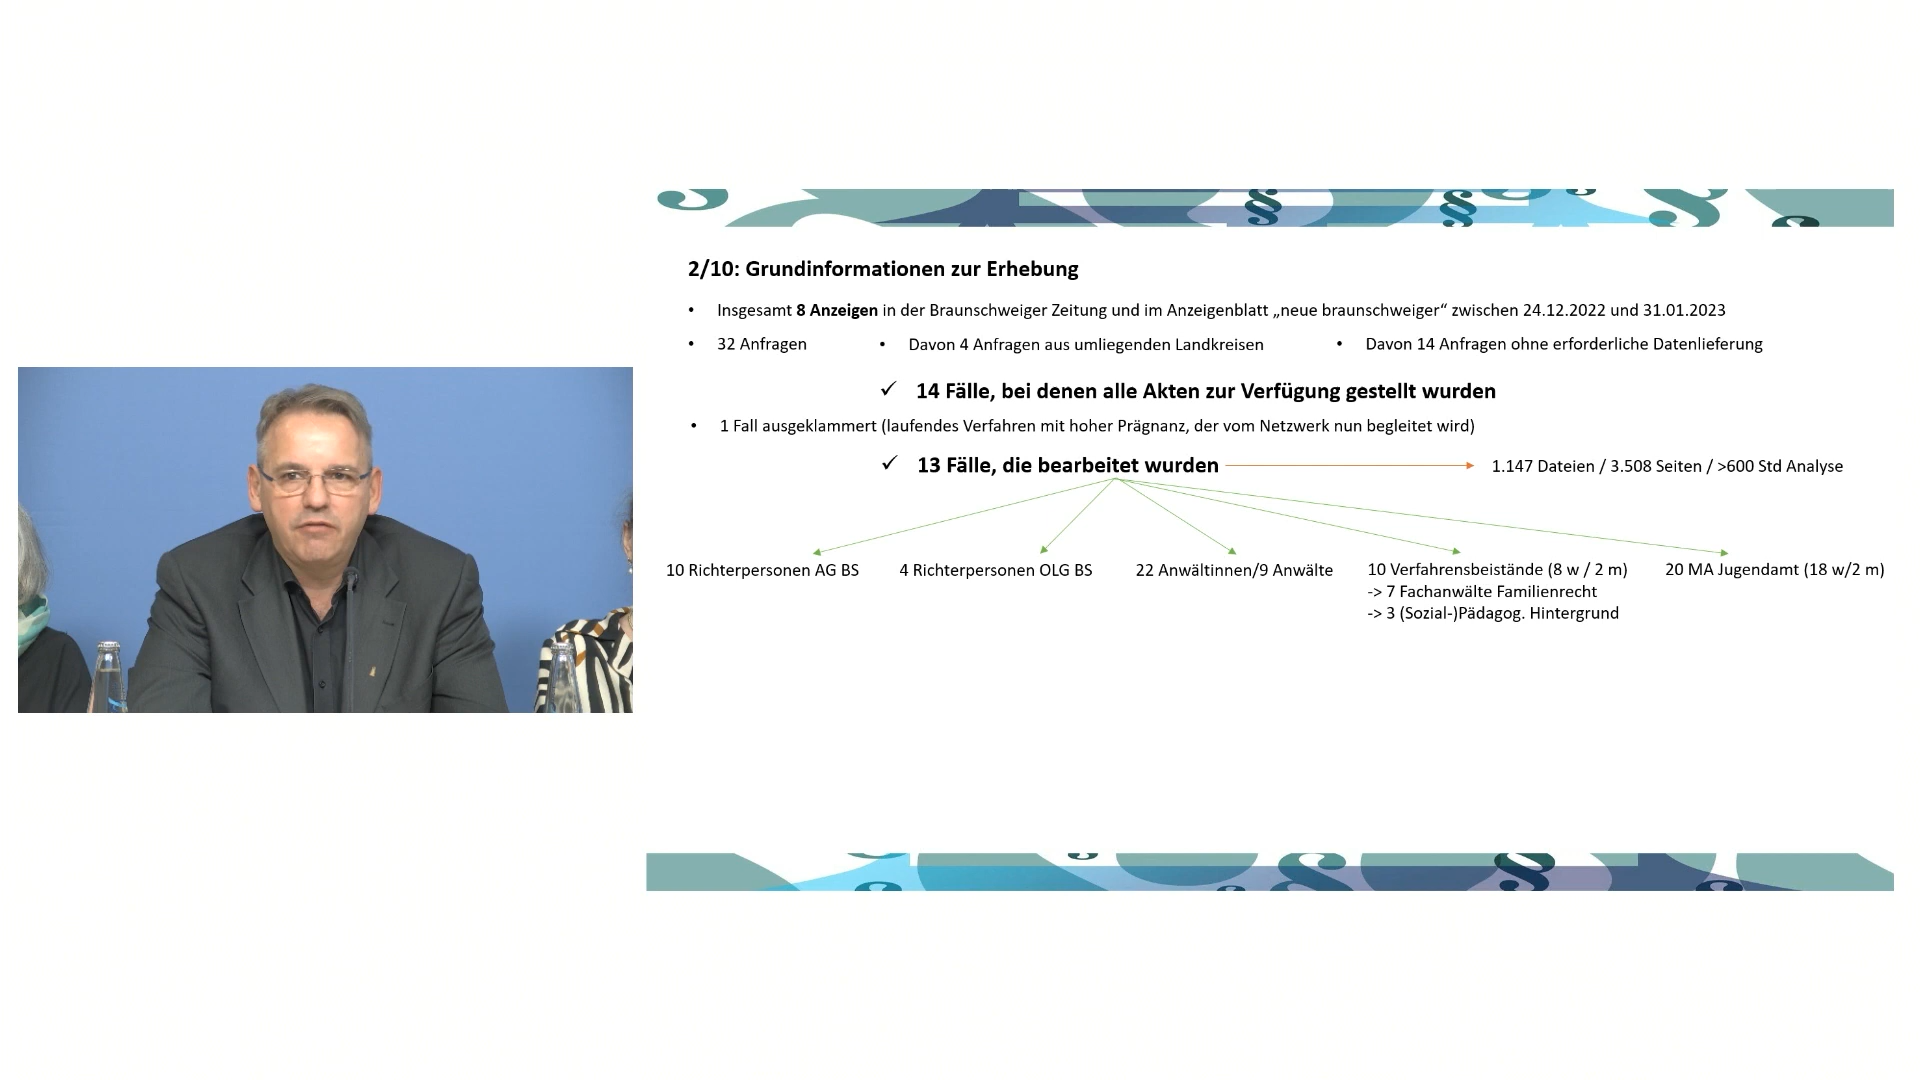 2/10: Grundinformationen zur Erhebung
• Insgesamt 8 Anzeigen in der Braunschweiger Zeitung und im Anzeigenblatt „neue braunschweiger“ zwischen 24.12.2022 und 31.01.2023
• 32 Anfragen • Davon 4 Anfragen aus umliegenden Landkreisen • Davon 14 Anfragen ohne erforderliche Datenlieferung
✓ 14 Fälle, bei denen alle Akten zur Verfügung gestellt wurden
• 1 Fall ausgeklammert (laufendes Verfahren mit hoher Prägnanz, der vom Netzwerk nun begleitet wird)
✓ 13 Fälle, die bearbeitet wurden 1.147 Dateien / 3.508 Seiten / >600 Std Analyse
10 Richterpersonen AG BS 4 Richterpersonen OLG BS 22 Anwältinnen/9 Anwälte 10 Verfahrensbeistände (8 w / 2 m) 20 MA Jugendamt (18 w/2 m)
-> 7 Fachanwälte Familienrecht
-> 3 (Sozial-)Pädagog. Hintergrund